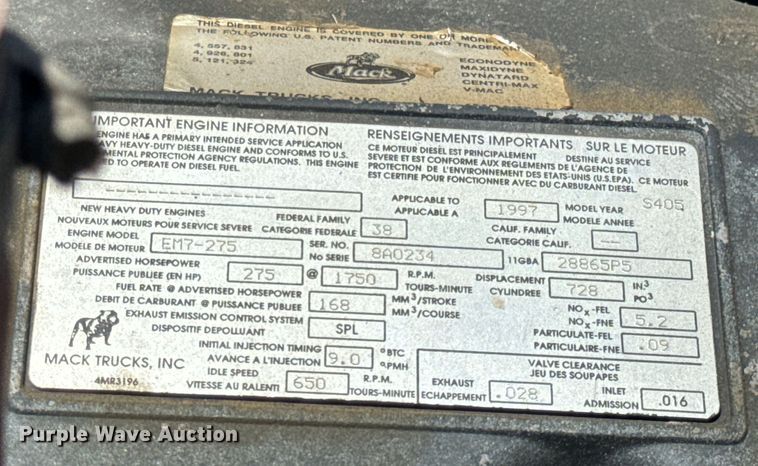 THIS DIESEL ENGINE IS COVERED BY ONE OR MORE
THE FOLLOWING U.S. PATENT NUMBERS AND TRADEMAR
4, 557, 831
4, 926, 801
5, 121, 324
Mack
ECONODYNE
MAXIDYNE
DYNATARD
CENTRI-MAX
V-MAC
MACK TRUCKS, INC
IMPORTANT ENGINE INFORMATION
ENGINE HAS A PRIMARY INTENDED SERVICE APPLICATION
AVY HEAVY-DUTY DIESEL ENGINE AND CONFORMS TO U.S.
MENTAL PROTECTION AGENCY REGULATIONS. THIS ENGINE
D TO OPERATE ON DIESEL FUEL.
RENSEIGNEMENTS IMPORTANTS SUR LE MOTEUR
CE MOTEUR DIESEL EST PRINCIPALEMENT DESTINE AU SERVICE
SEVERE ET EST CONFORME AUX REGLEMENTS DE L'AGENCE DE
PROTECTION DE L'ENVIRONNEMENT DES ETATS-UNIS (U.S.EPA). CE MOTEUR
EST CERTIFIE POUR FONCTIONNER AVEC DU CARBURANT DIESEL.
NEW HEAVY DUTY ENGINES
NOUVEAUX MOTEURS POUR SERVICE SEVERE
APPLICABLE TO
APPLICABLE A
1997
MODEL YEAR
MODELE ANNEE
S405
FEDERAL FAMILY
CATEGORIE FEDERALE
38
CALIF. FAMILY
CATEGORIE CALIF.
--
ENGINE MODEL
MODELE DE MOTEUR
EM7-275
SER. NO.
No SERIE
8A0234
11GBA
28865P5
ADVERTISED HORSEPOWER
PUISSANCE PUBLIEE (EN HP)
275 @ 1750
R.P.M.
TOURS-MINUTE
DISPLACEMENT
CYLINDREE
728
IN.³
PO³
FUEL RATE @ ADVERTISED HORSEPOWER
DEBIT DE CARBURANT @ PUISSANCE PUBLIEE
168
MM³/STROKE
MM³/COURSE
NOX-FEL
NOX-FNE
5.2
EXHAUST EMISSION CONTROL SYSTEM
DISPOSITIF DEPOLLUANT
SPL
PARTICULATE-FEL
PARTICULAIRE-FNE
.09
INITIAL INJECTION TIMING
AVANCE A L'INJECTION
9.0
°BTC
°PMH
VALVE CLEARANCE
JEU DES SOUPAPES
MACK TRUCKS, INC
4MR3196
IDLE SPEED
VITESSE AU RALENTI
650
R.P.M.
TOURS-MINUTE
EXHAUST
ECHAPPEMENT
.028
INLET
ADMISSION
.016
Purple Wave Auction